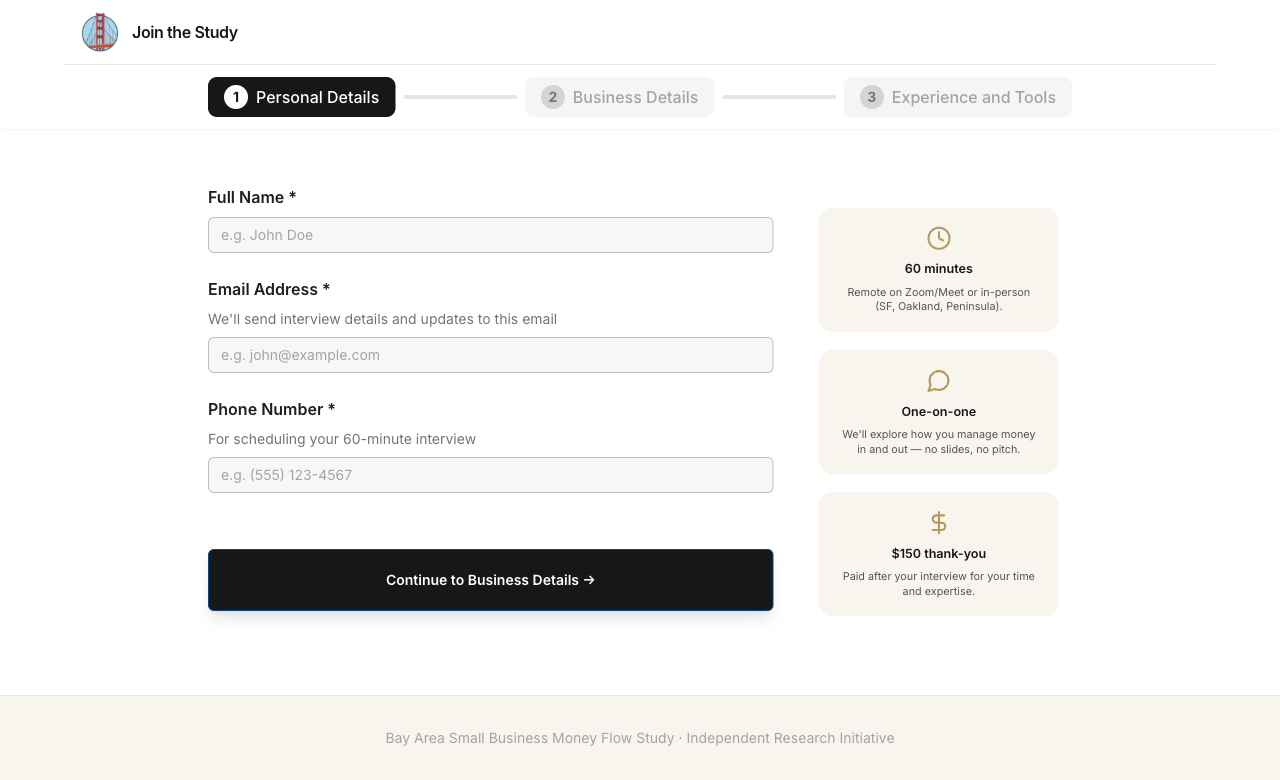 Join the Study
1 Personal Details
2 Business Details
3 Experience and Tools
Full Name *
e.g. John Doe
Email Address *
We'll send interview details and updates to this email
e.g. john@example.com
Phone Number *
For scheduling your 60-minute interview
e.g. (555) 123-4567
Continue to Business Details →
60 minutes
Remote on Zoom/Meet or in-person
(SF, Oakland, Peninsula).
One-on-one
We'll explore how you manage money
in and out — no slides, no pitch.
$150 thank-you
Paid after your interview for your time
and expertise.
Bay Area Small Business Money Flow Study · Independent Research Initiative